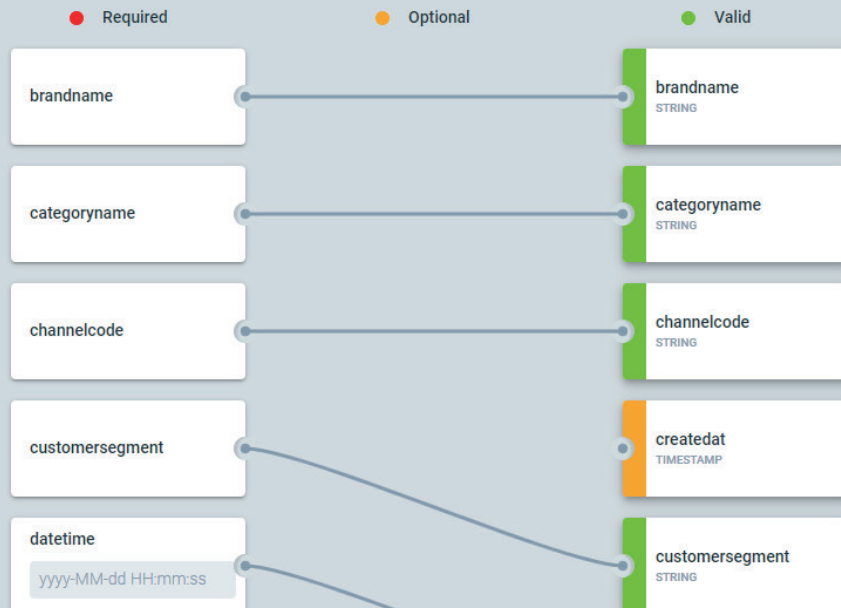 Required
Optional
Valid
brandname
brandname
STRING
categoryname
categoryname
STRING
channelcode
channelcode
STRING
customersegment
createdat
TIMESTAMP
datetime
yyyy-MM-dd HH:mm:ss
customersegment
STRING